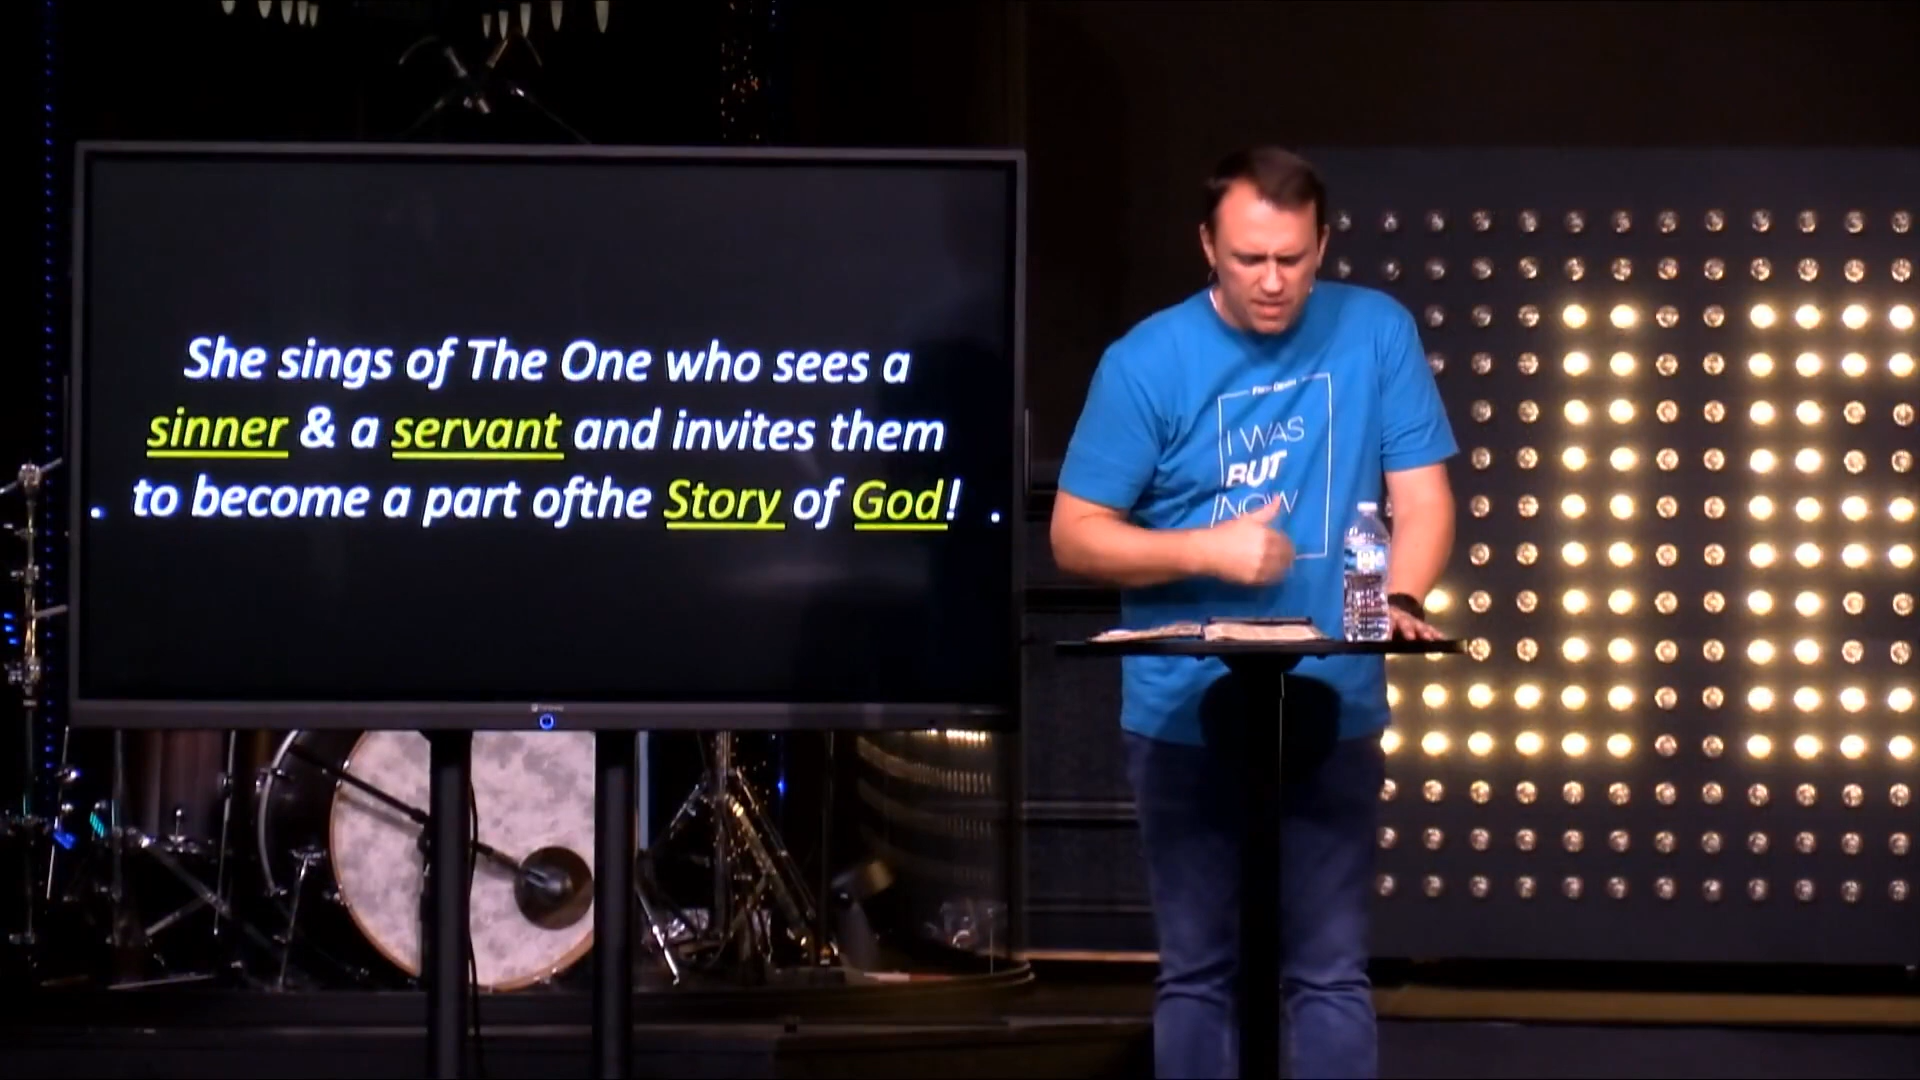 She sings of The One who sees a
sinner & a servant and invites them
. to become a part ofthe Story of God! .
I WAS
BUT
NOW